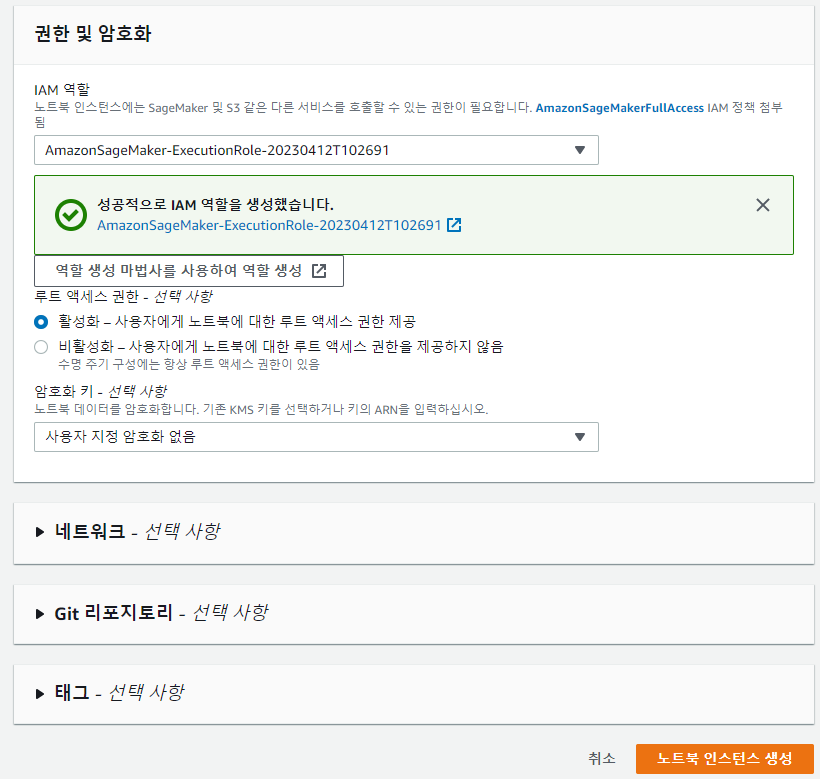 권한 및 암호화
IAM 역할
노트북 인스턴스에는 SageMaker 및 S3 같은 다른 서비스를 호출할 수 있는 권한이 필요합니다. AmazonSageMakerFullAccess IAM 정책 첨부
됨
AmazonSageMaker-ExecutionRole-20230412T102691
성공적으로 IAM 역할을 생성했습니다.
AmazonSageMaker-ExecutionRole-20230412T102691
역할 생성 마법사를 사용하여 역할 생성
루트 액세스 권한 - 선택 사항
활성화 – 사용자에게 노트북에 대한 루트 액세스 권한 제공
비활성화 – 사용자에게 노트북에 대한 루트 액세스 권한을 제공하지 않음
수명 주기 구성에는 항상 루트 액세스 권한이 있음
암호화 키 - 선택 사항
노트북 데이터를 암호화합니다. 기존 KMS 키를 선택하거나 키의 ARN을 입력하십시오.
사용자 지정 암호화 없음
네트워크 - 선택 사항
Git 리포지토리 - 선택 사항
태그 - 선택 사항
취소
노트북 인스턴스 생성